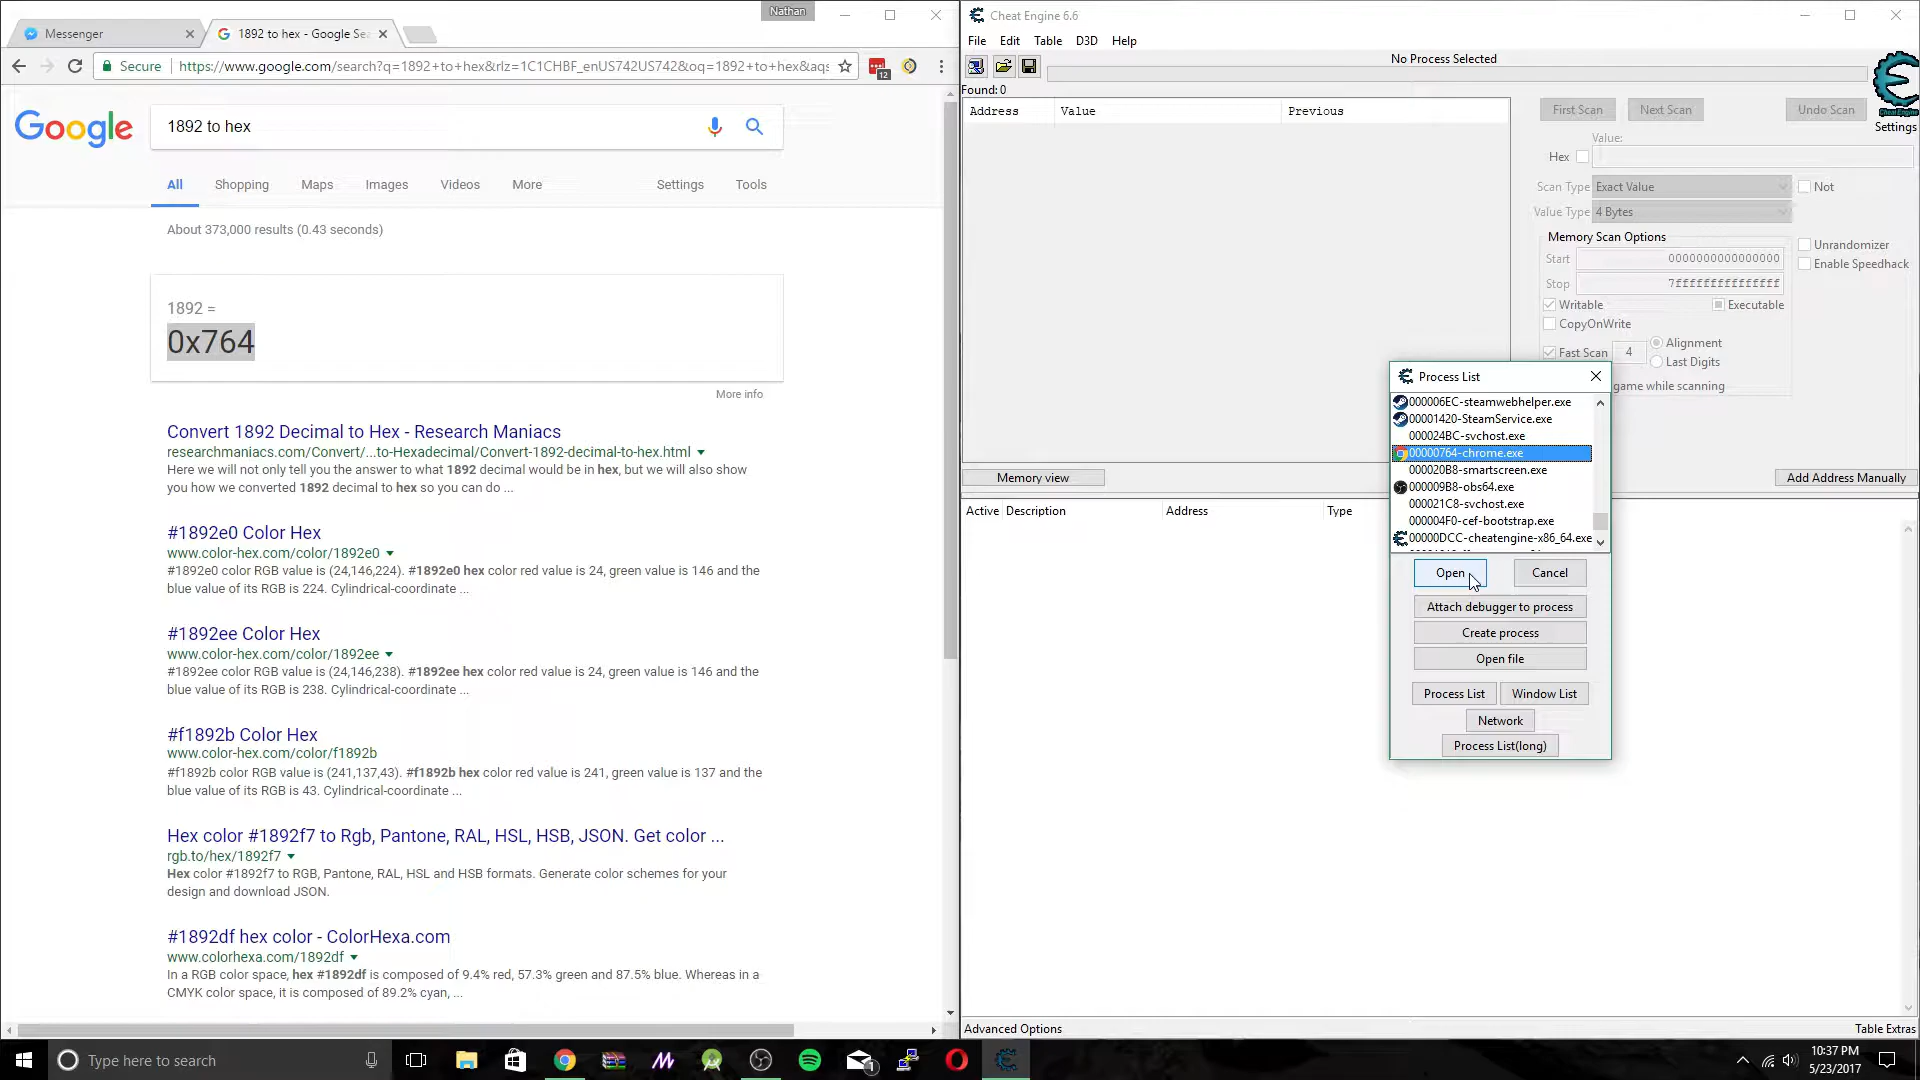 Nathan
Messenger
1892 to hex - Google Sea
Secure
https://www.google.com/search?q=1892+to+hex&rlz=1C1CHBF_enUS742US742&oq=1892+to+hex&aqs
12
Google
1892 to hex
All
Shopping
Maps
Images
Videos
More
Settings
Tools
About 373,000 results (0.43 seconds)
1892 =
0x764
More info
Convert 1892 Decimal to Hex - Research Maniacs
researchmaniacs.com/Convert/...to-Hexadecimal/Convert-1892-decimal-to-hex.html
Here we will not only tell you the answer to what 1892 decimal would be in hex, but we will also show
you how we converted 1892 decimal to hex so you can do ...
#1892e0 Color Hex
www.color-hex.com/color/1892e0
#1892e0 color RGB value is (24,146,224). #1892e0 hex color red value is 24, green value is 146 and the
blue value of its RGB is 224. Cylindrical-coordinate ...
#1892ee Color Hex
www.color-hex.com/color/1892ee
#1892ee color RGB value is (24,146,238). #1892ee hex color red value is 24, green value is 146 and the
blue value of its RGB is 238. Cylindrical-coordinate ...
#f1892b Color Hex
www.color-hex.com/color/f1892b
#f1892b color RGB value is (241,137,43). #f1892b hex color red value is 241, green value is 137 and the
blue value of its RGB is 43. Cylindrical-coordinate ...
Hex color #1892f7 to Rgb, Pantone, RAL, HSL, HSB, JSON. Get color ...
rgb.to/hex/1892f7
Hex color #1892f7 to RGB, Pantone, RAL, HSL and HSB formats. Generate color schemes for your
design and download JSON.
#1892df hex color - ColorHexa.com
www.colorhexa.com/1892df
In a RGB color space, hex #1892df is composed of 9.4% red, 57.3% green and 87.5% blue. Whereas in a
CMYK color space, it is composed of 89.2% cyan, ...
Cheat Engine 6.6
File
Edit
Table
D3D
Help
No Process Selected
Found: 0
Address
Value
Previous
First Scan
Next Scan
Undo Scan
Cheat Engine
Settings
Value:
Hex
Scan Type
Exact Value
Not
Value Type
4 Bytes
Memory Scan Options
Unrandomizer
Start
0000000000000000
Enable Speedhack
Stop
7fffffffffffffff
Writable
Executable
CopyOnWrite
Fast Scan
4
Alignment
Last Digits
game while scanning
Memory view
Add Address Manually
Active
Description
Address
Type
Process List
000006EC-steamwebhelper.exe
00001420-SteamService.exe
000024BC-svchost.exe
00000764-chrome.exe
000020B8-smartscreen.exe
000009B8-obs64.exe
000021C8-svchost.exe
000004F0-cef-bootstrap.exe
00000DCC-cheatengine-x86_64.exe
Open
Cancel
Attach debugger to process
Create process
Open file
Process List
Window List
Network
Process List(long)
Advanced Options
Table Extras
Type here to search
1
10:37 PM
5/23/2017